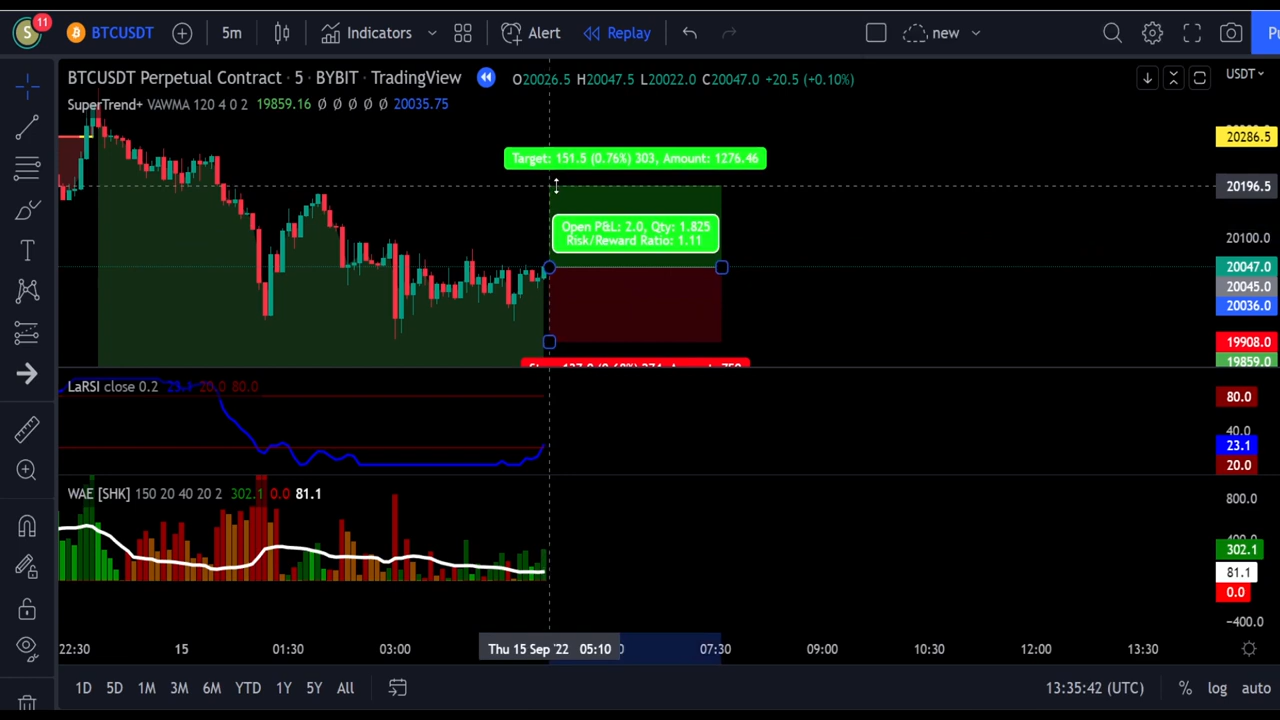 S 11 BTCUSDT 5m Indicators Alert Replay new Pu
BTCUSDT Perpetual Contract · 5 · BYBIT · TradingView O20026.5 H20047.5 L20022.0 C20047.0 +20.5 (+0.10%) USDT
SuperTrend+ VAWMA 120 4 0 2 19859.16 Ø Ø Ø Ø Ø 20035.75
20286.5
Target: 151.5 (0.76%) 303, Amount: 1276.46
20196.5
Open P&L: 2.0, Qty: 1.825
Risk/Reward Ratio: 1.11
20100.0
20047.0
20045.0
20036.0
19908.0
19859.0
LaRSI close 0.2 23.1 20.0 80.0
80.0
40.0
23.1
20.0
WAE [SHK] 150 20 40 20 2 302.1 0.0 81.1
800.0
400.0
302.1
81.1
0.0
−400.0
22:30 15 01:30 03:00 Thu 15 Sep '22 05:10 07:30 09:00 10:30 12:00 13:30
1D 5D 1M 3M 6M YTD 1Y 5Y All 13:35:42 (UTC) % log auto